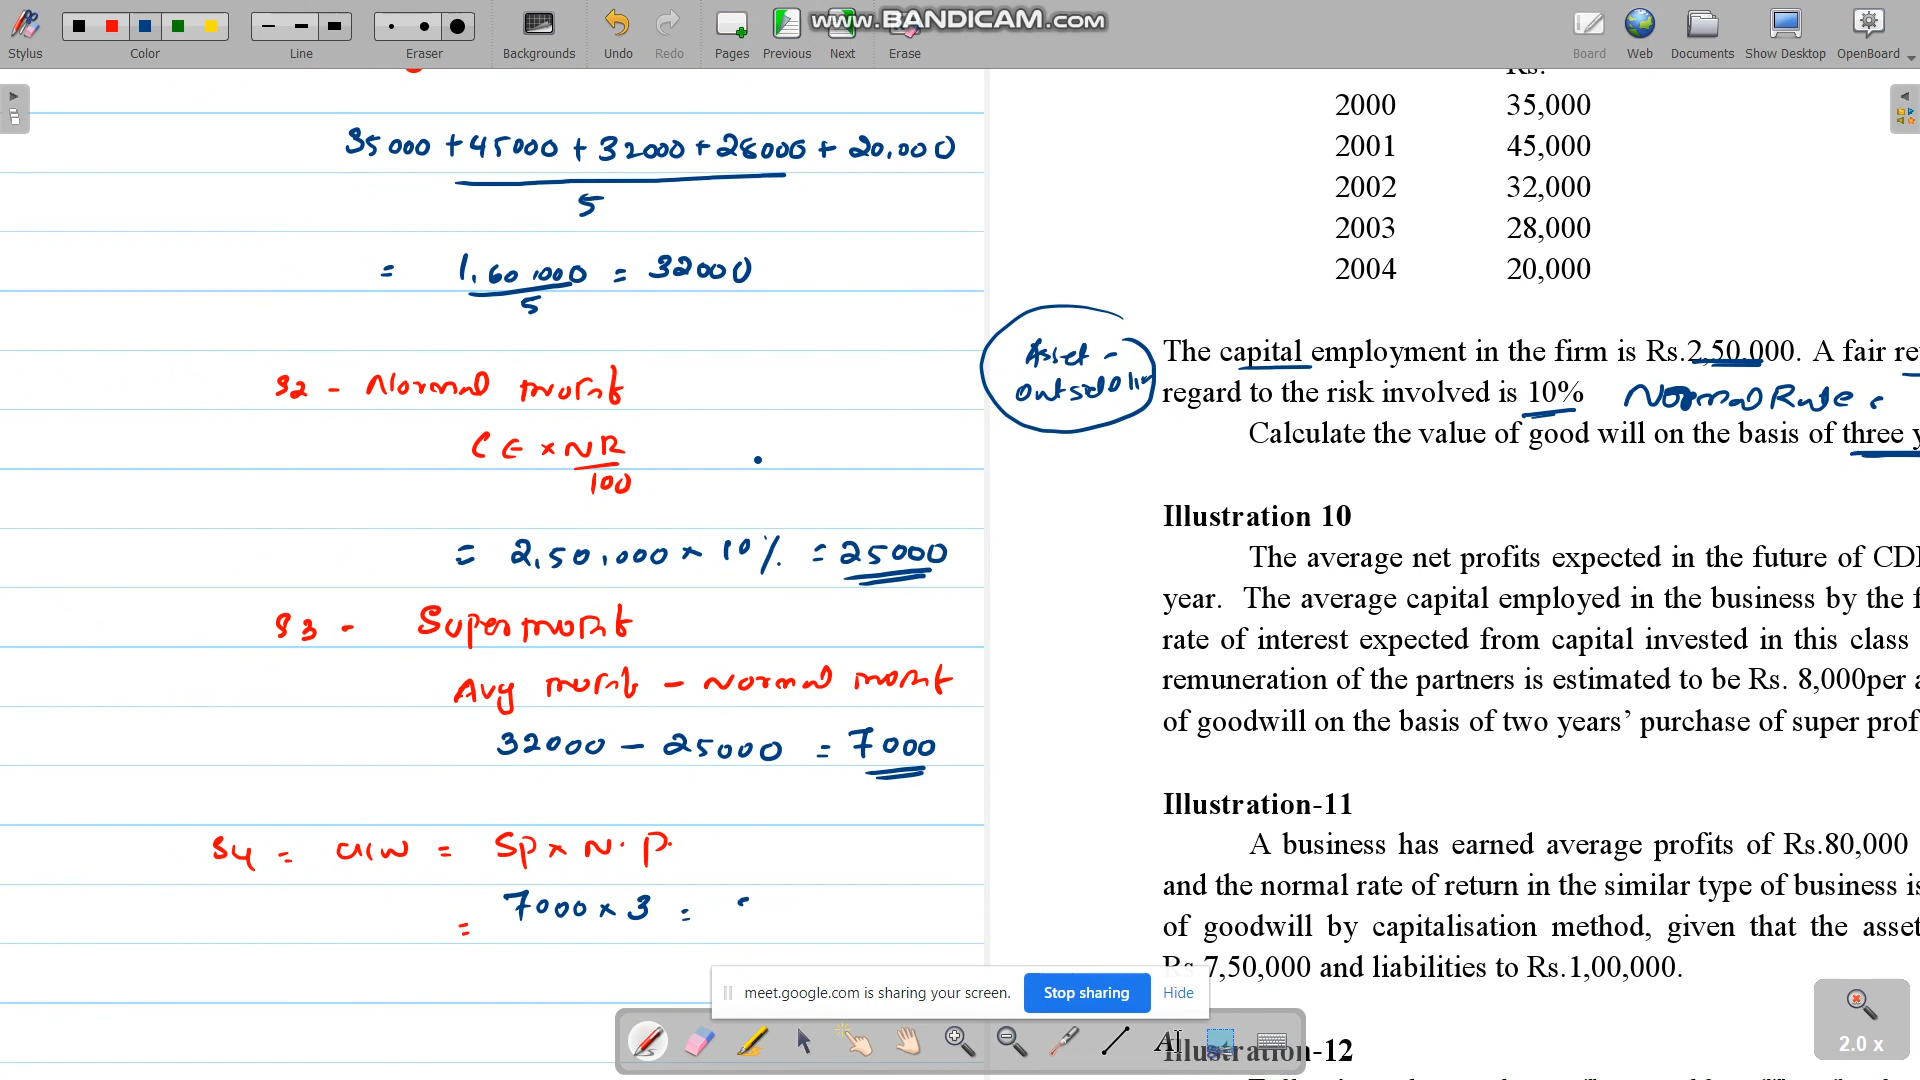 www.BANDICAM.com
Stylus Color Line Eraser Backgrounds Undo Redo Pages Previous Next Erase Board Web Documents Show Desktop OpenBoard
35000 + 45000 + 32000 + 28000 + 20,000
5
= 1,60,000 = 32000
5
S2 - Normal profit
CE × NR
100
= 2,50,000 × 10% = 25000
S3 - Super profit
Avg profit - Normal profit
32000 - 25000 = 7000
S4 = G/W = SP × N.P.
= 7000 × 3 =
Rs.
2000 35,000
2001 45,000
2002 32,000
2003 28,000
2004 20,000
Asset -
The capital employment in the firm is Rs.2,50,000. A fair re
regard to the risk involved is 10% Normal Rate
Calculate the value of good will on the basis of three y
Illustration 10
The average net profits expected in the future of CD
year. The average capital employed in the business by the f
rate of interest expected from capital invested in this class
remuneration of the partners is estimated to be Rs. 8,000per a
of goodwill on the basis of two years’ purchase of super prof
Illustration-11
A business has earned average profits of Rs.80,000
and the normal rate of return in the similar type of business is
of goodwill by capitalisation method, given that the asset
Rs 7,50,000 and liabilities to Rs.1,00,000.
Illustration-12
meet.google.com is sharing your screen. Stop sharing Hide
2.0 x